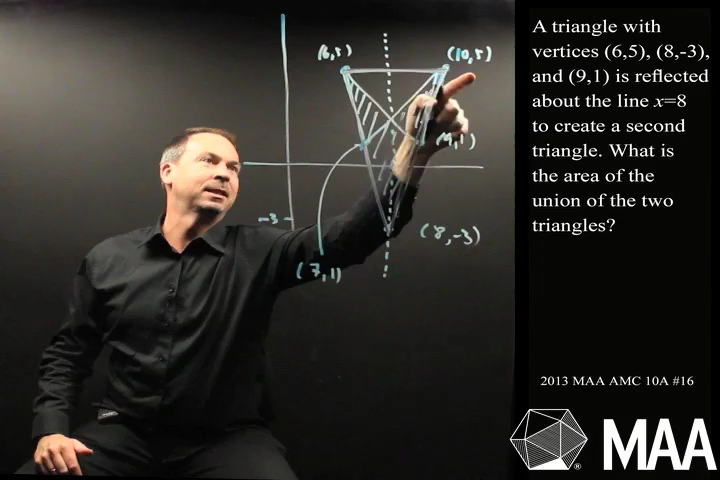 (6,5)
(10,5)
(9,1)
-3
(8,-3)
(7,1)
A triangle with
vertices (6,5), (8,-3),
and (9,1) is reflected
about the line x=8
to create a second
triangle. What is
the area of the
union of the two
triangles?
2013 MAA AMC 10A #16
MAA
®